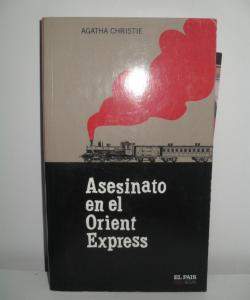 AGATHA CHRISTIE
Asesinato
en el
Orient
Express
EL PAIS